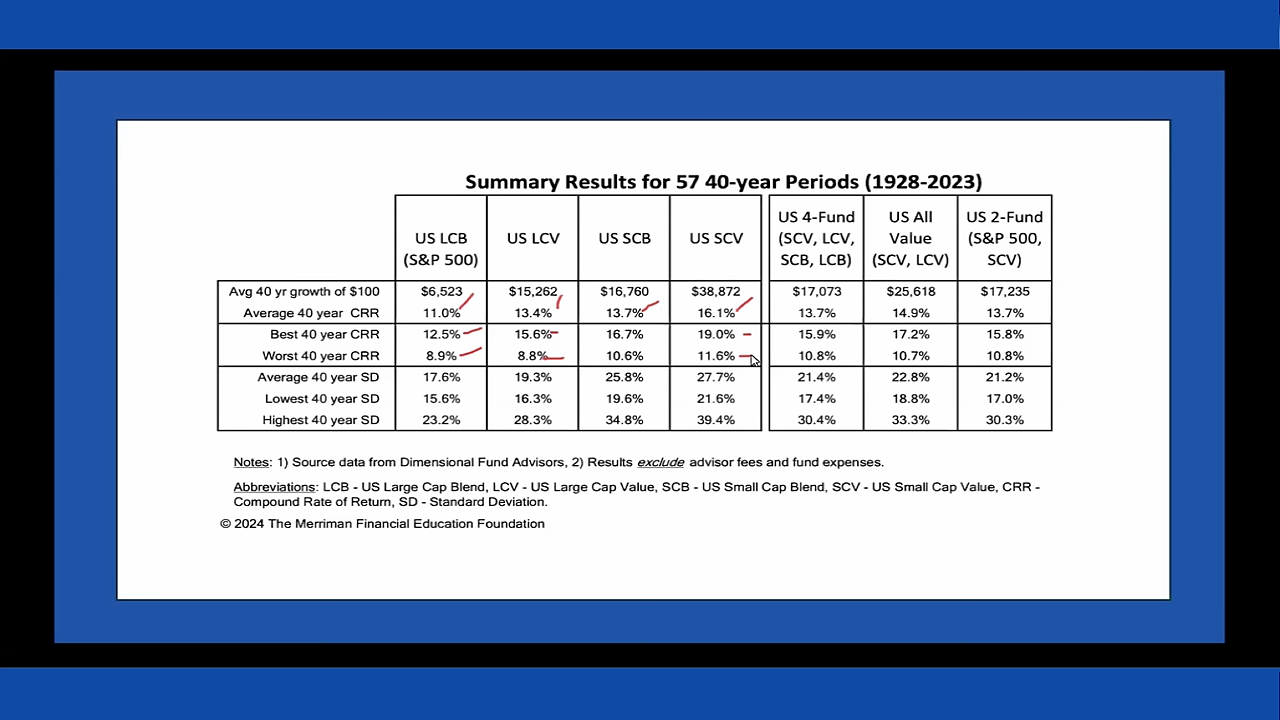 Summary Results for 57 40-year Periods (1928-2023)
US LCB (S&P 500) US LCV US SCB US SCV US 4-Fund (SCV, LCV, SCB, LCB) US All Value (SCV, LCV) US 2-Fund (S&P 500, SCV)
Avg 40 yr growth of $100 $6,523 $15,262 $16,760 $38,872 $17,073 $25,618 $17,235
Average 40 year CRR 11.0% 13.4% 13.7% 16.1% 13.7% 14.9% 13.7%
Best 40 year CRR 12.5% 15.6% 16.7% 19.0% 15.9% 17.2% 15.8%
Worst 40 year CRR 8.9% 8.8% 10.6% 11.6% 10.8% 10.7% 10.8%
Average 40 year SD 17.6% 19.3% 25.8% 27.7% 21.4% 22.8% 21.2%
Lowest 40 year SD 15.6% 16.3% 19.6% 21.6% 17.4% 18.8% 17.0%
Highest 40 year SD 23.2% 28.3% 34.8% 39.4% 30.4% 33.3% 30.3%
Notes: 1) Source data from Dimensional Fund Advisors, 2) Results exclude advisor fees and fund expenses.
Abbreviations: LCB - US Large Cap Blend, LCV - US Large Cap Value, SCB - US Small Cap Blend, SCV - US Small Cap Value, CRR -
Compound Rate of Return, SD - Standard Deviation.
© 2024 The Merriman Financial Education Foundation